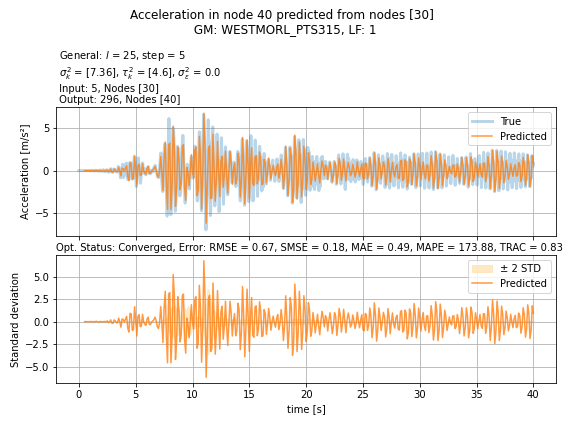 Acceleration in node 40 predicted from nodes [30]
GM: WESTMORL_PTS315, LF: 1
General: l = 25, step = 5
σ²ₖ = [7.36], τ²ₖ = [4.6], σ²ₑ = 0.0
Input: 5, Nodes [30]
Output: 296, Nodes [40]
Acceleration [m/s²]
5
0
−5
True
Predicted
Opt. Status: Converged, Error: RMSE = 0.67, SMSE = 0.18, MAE = 0.49, MAPE = 173.88, TRAC = 0.83
Standard deviation
5.0
2.5
0.0
−2.5
−5.0
± 2 STD
Predicted
0 5 10 15 20 25 30 35 40
time [s]